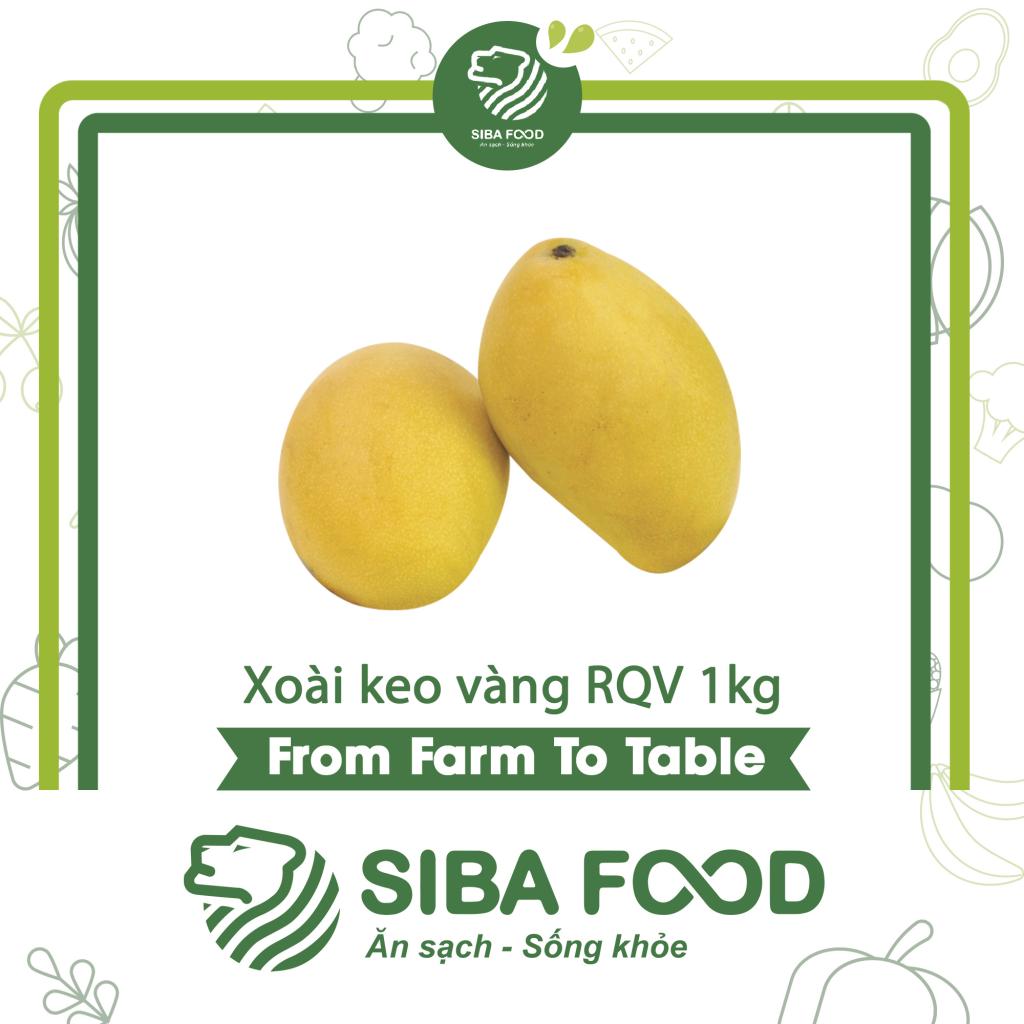 SIBA FOOD
Ăn sạch - Sống khỏe
Xoài keo vàng RQV 1kg
From Farm To Table
SIBA FOOD
Ăn sạch - Sống khỏe